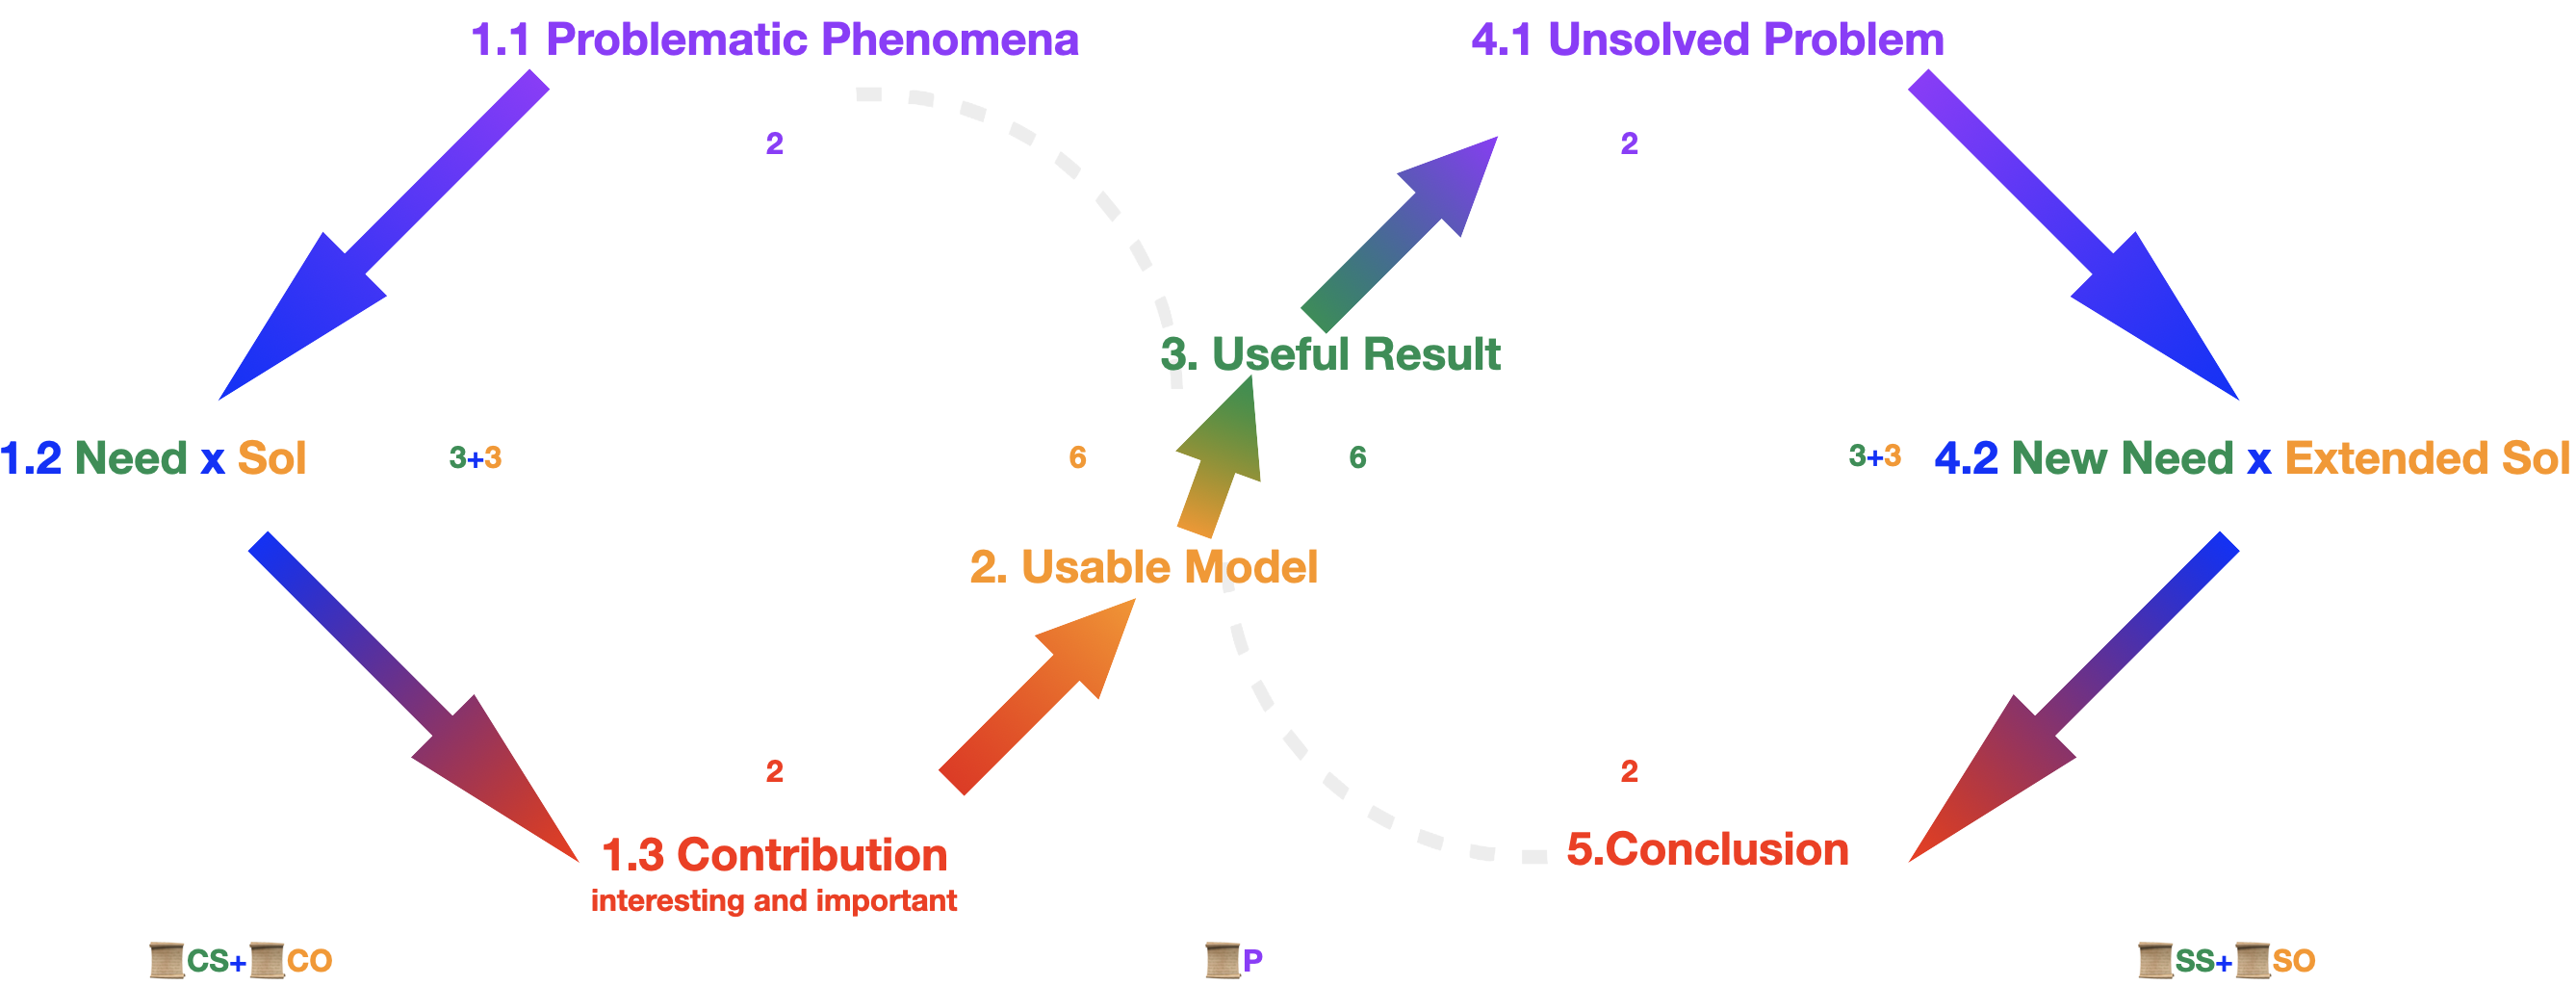 1.1 Problematic Phenomena
4.1 Unsolved Problem
2
2
3. Useful Result
1.2 Need x Sol
3+3
6
6
3+3
4.2 New Need x Extended Sol
2. Usable Model
2
2
1.3 Contribution
interesting and important
5.Conclusion
CS+CO
P
SS+SO